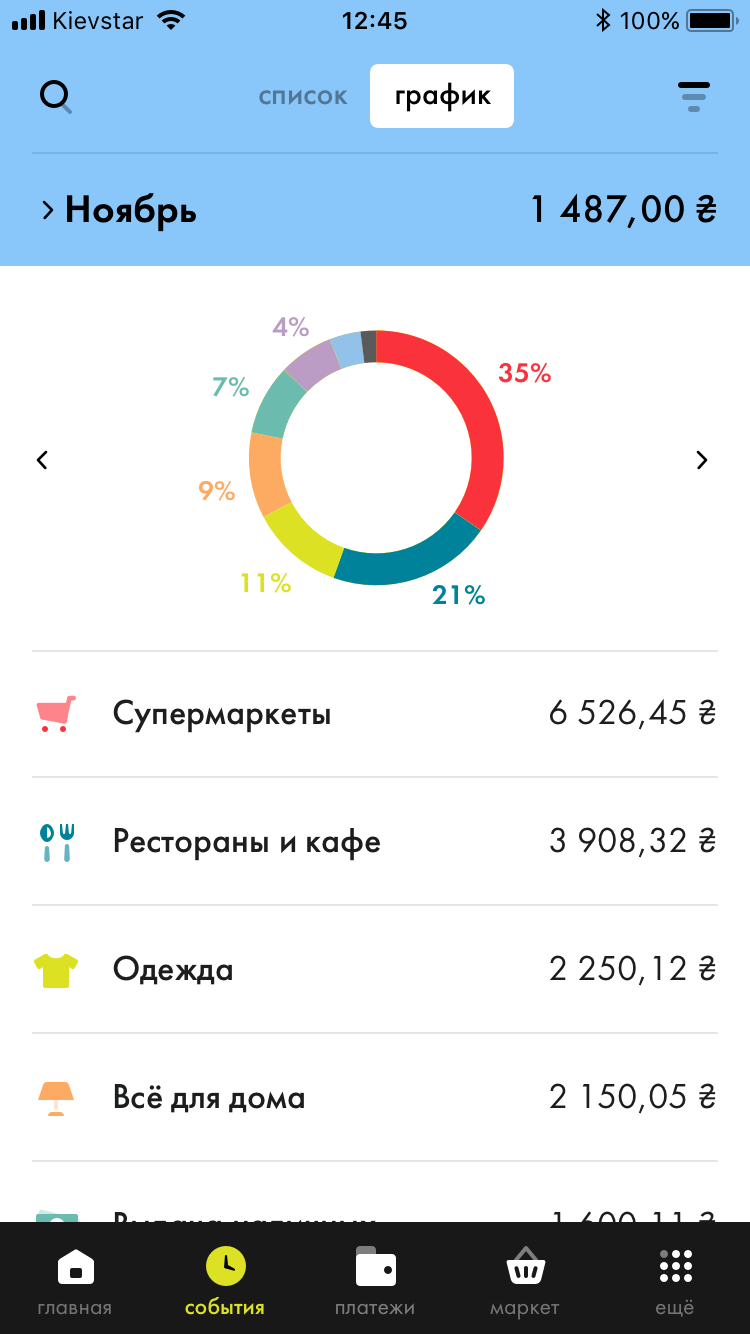 Kievstar 12:45 100%
список график
Ноябрь 1 487,00 ₴
4%
35%
7%
9%
11%
21%
Супермаркеты 6 526,45 ₴
Рестораны и кафе 3 908,32 ₴
Одежда 2 250,12 ₴
Всё для дома 2 150,05 ₴
главная события платежи маркет ещё